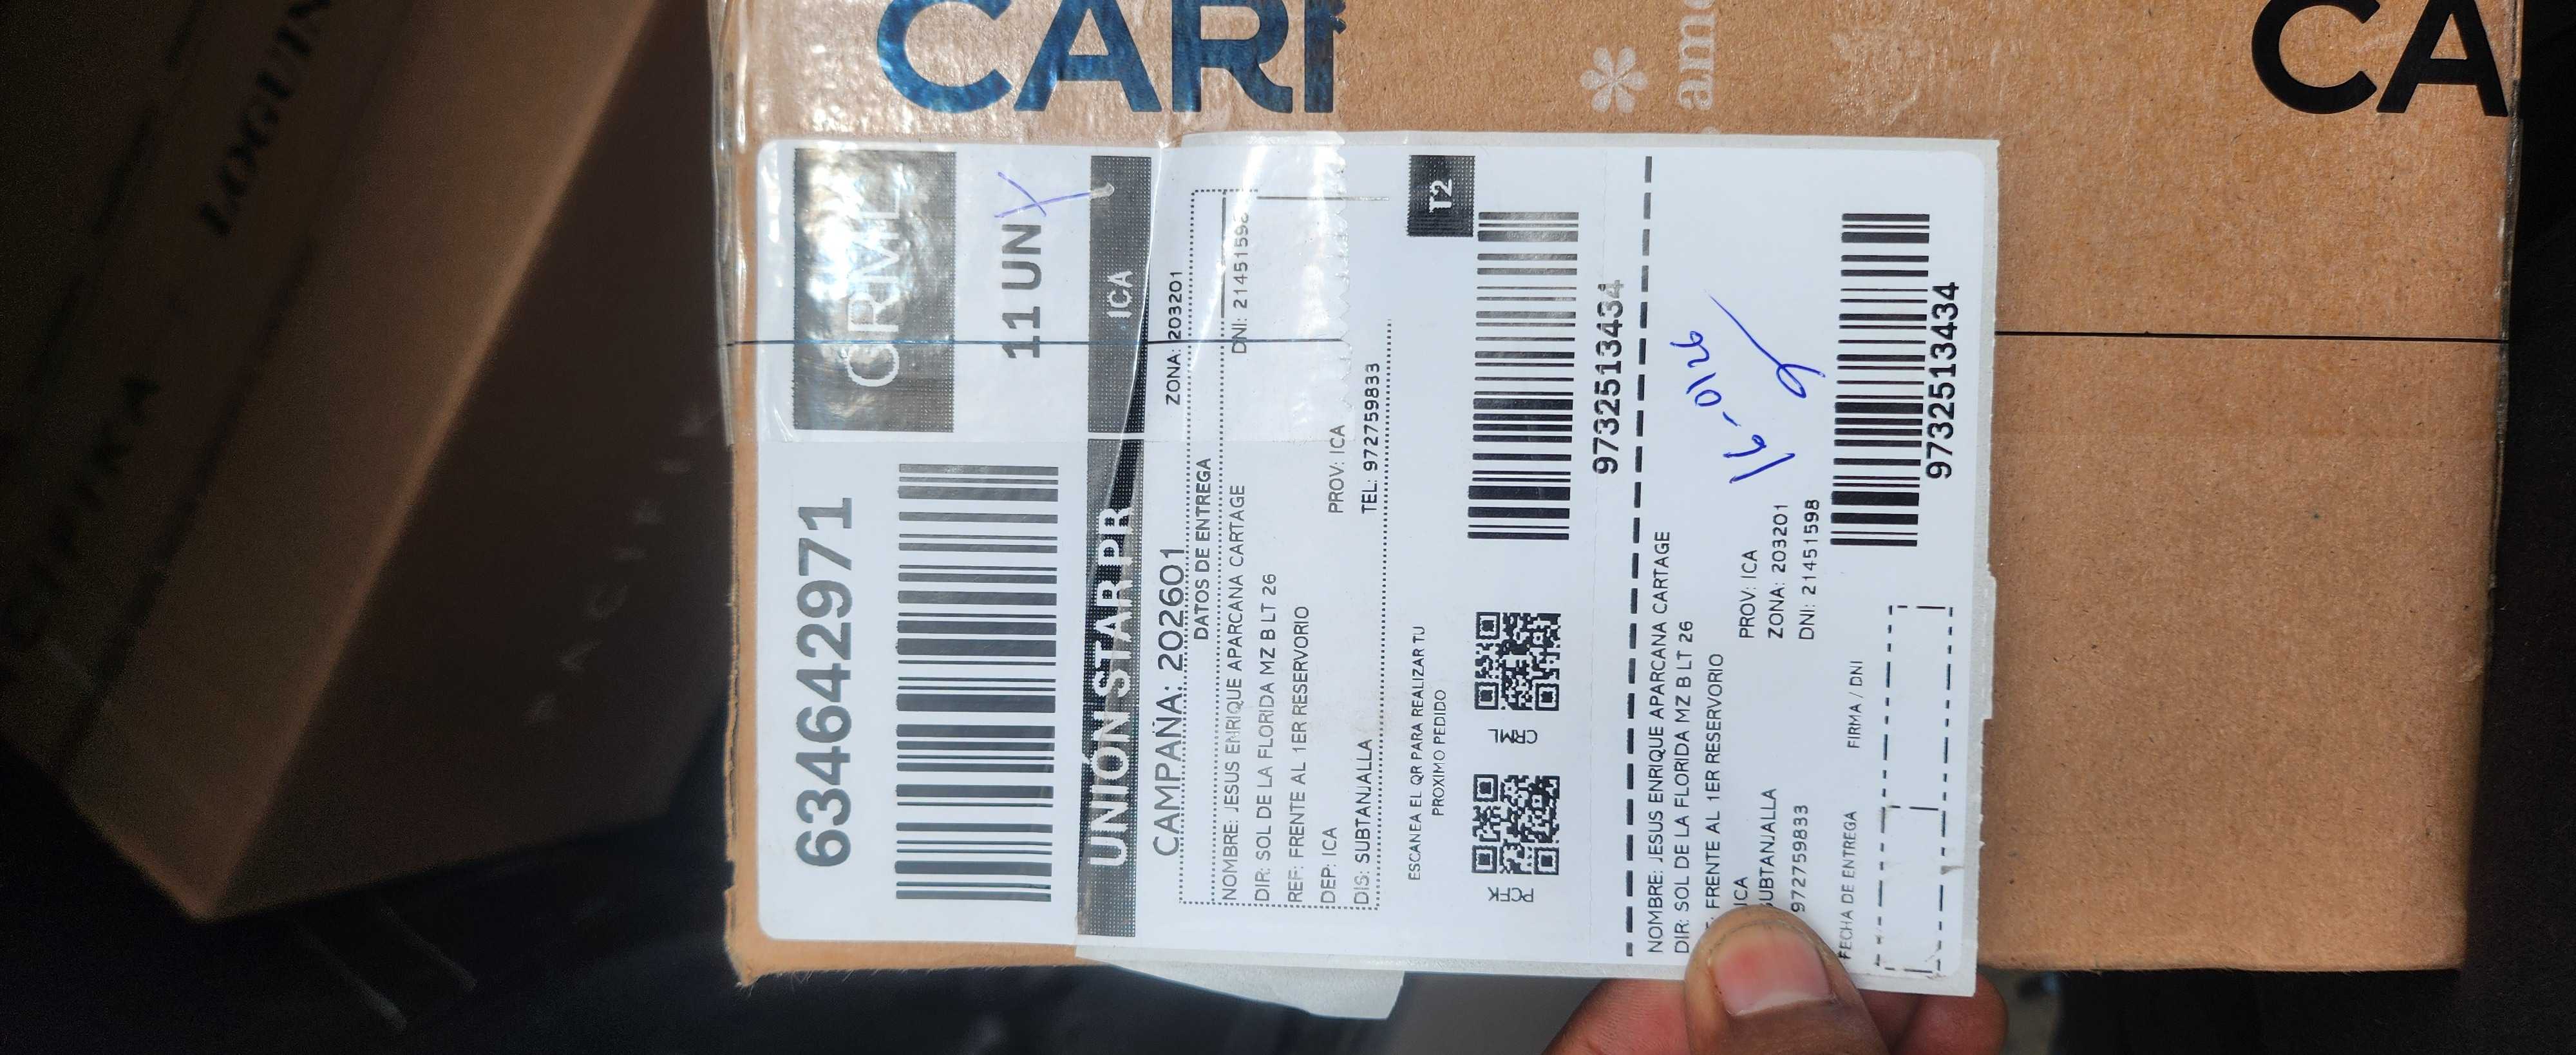 CARI
CA
ame
634642971
CRML
11 UN
UNIÓN STAR PR
ICA
CAMPAÑA: 202601
ZONA: 203201
DATOS DE ENTREGA
NOMBRE: JESUS ENRIQUE APARCANA CARTAGE
DNI: 21451598
DIR: SOL DE LA FLORIDA MZ B LT 26
REF: FRENTE AL 1ER RESERVORIO
DEP: ICA
PROV: ICA
DIS: SUBTANJALLA
TEL: 972759833
T2
ESCANEA EL QR PARA REALIZAR TU
PROXIMO PEDIDO
CRML
9732513434
NOMBRE: JESUS ENRIQUE APARCANA CARTAGE
DIR: SOL DE LA FLORIDA MZ B LT 26
FRENTE AL 1ER RESERVORIO
ICA
PROV: ICA
UBTANJALLA
ZONA: 203201
972759833
DNI: 21451598
16-0126
FECHA DE ENTREGA
FIRMA / DNI
9732513434